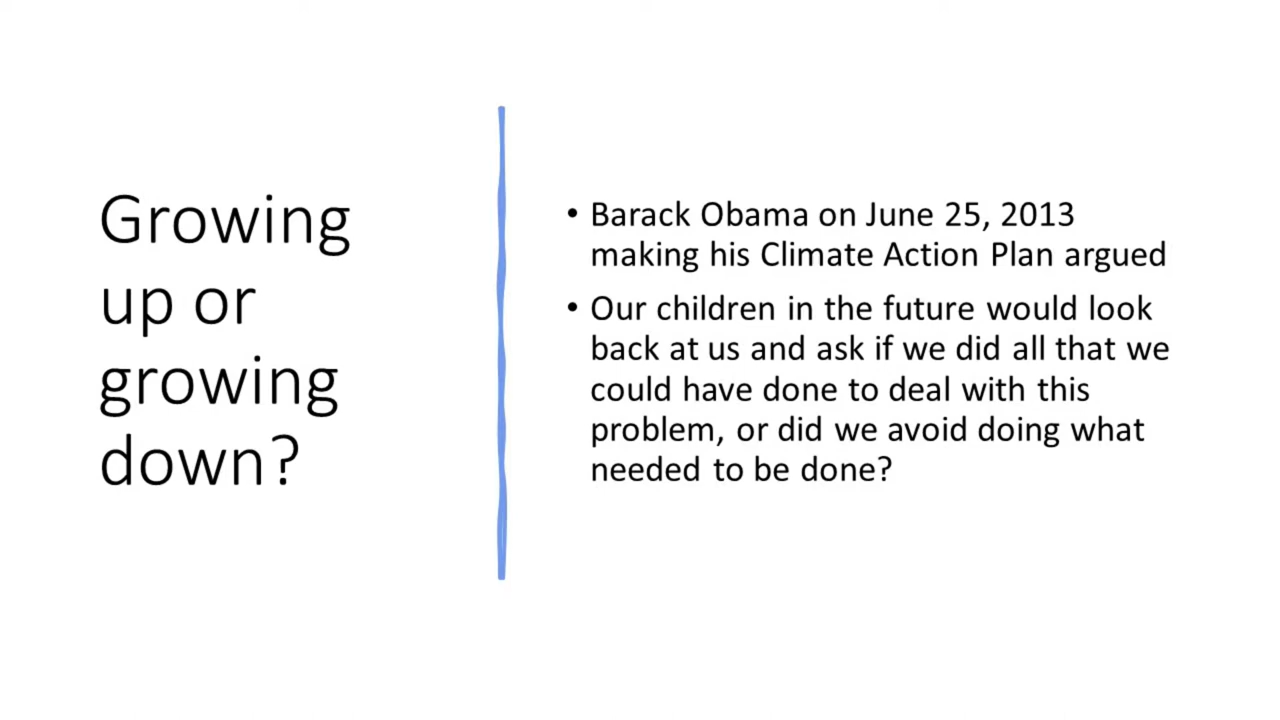 Growing
up or
growing
down?
• Barack Obama on June 25, 2013
making his Climate Action Plan argued
• Our children in the future would look
back at us and ask if we did all that we
could have done to deal with this
problem, or did we avoid doing what
needed to be done?